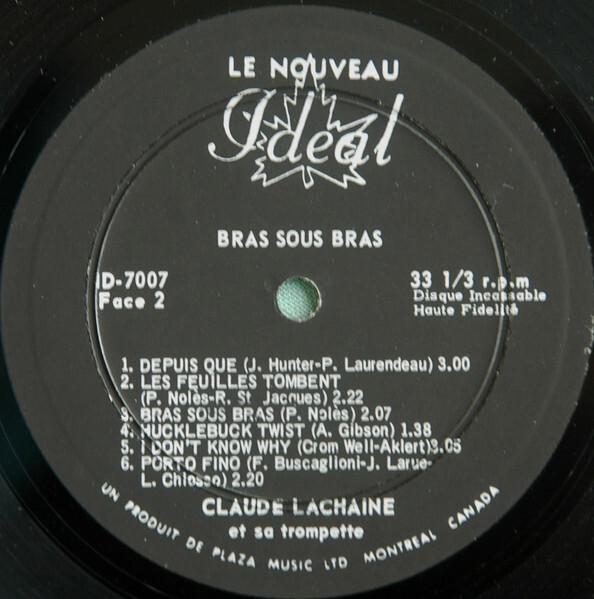 LE NOUVEAU
Ideal
BRAS SOUS BRAS
ID-7007
Face 2
33 1/3 r.p.m
Disque Incassable
Haute Fidelité
1. DEPUIS QUE (J. Hunter-P. Laurendeau) 3.00
2. LES FEUILLES TOMBENT
(P. Nolès-R. St Jacques) 2.22
3. BRAS SOUS BRAS (P. Nolès) 2.07
4. HUCKLEBUCK TWIST (A. Gibson) 1.38
5. I DON'T KNOW WHY (Crom Well-Aklert)3.05
6. PORTO FINO (F. Buscaglioni-J. Larue-
L. Chiosso) 2.20
CLAUDE LACHAINE
et sa trompette
UN PRODUIT DE PLAZA MUSIC LTD MONTREAL CANADA